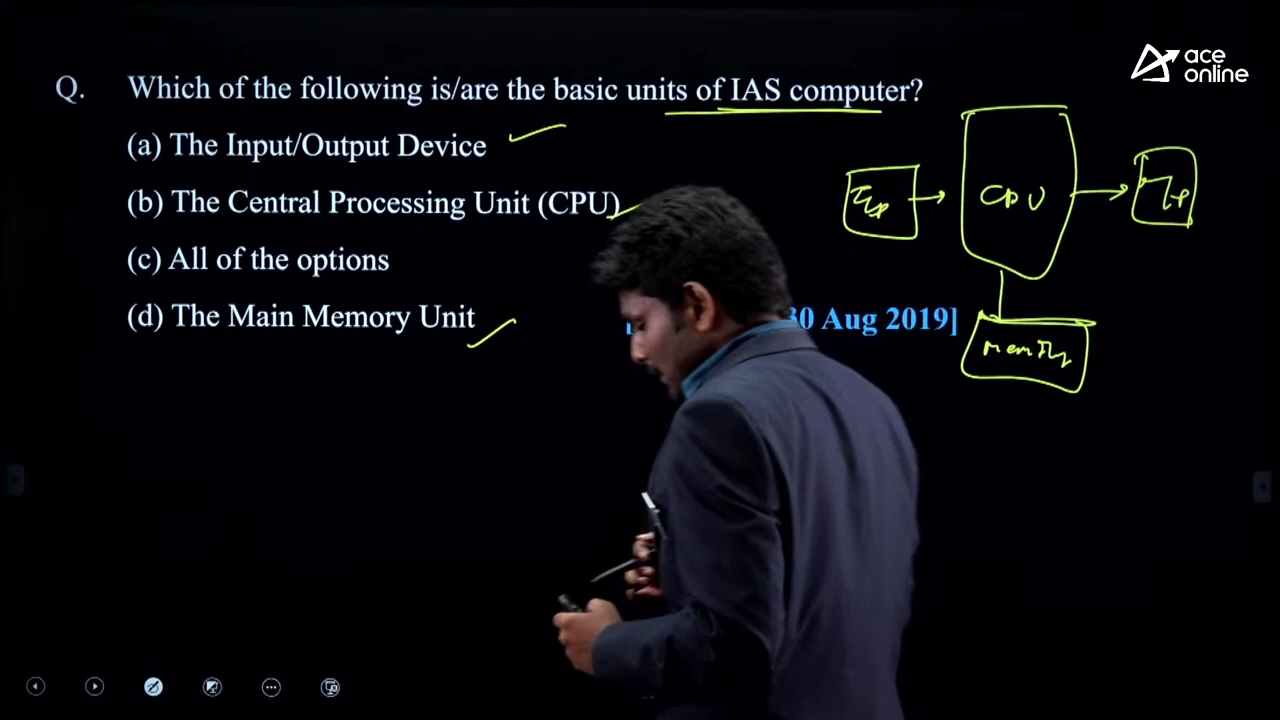 ace
online
Q. Which of the following is/are the basic units of IAS computer?
(a) The Input/Output Device
(b) The Central Processing Unit (CPU)
(c) All of the options
(d) The Main Memory Unit
30 Aug 2019]
CPU
memory